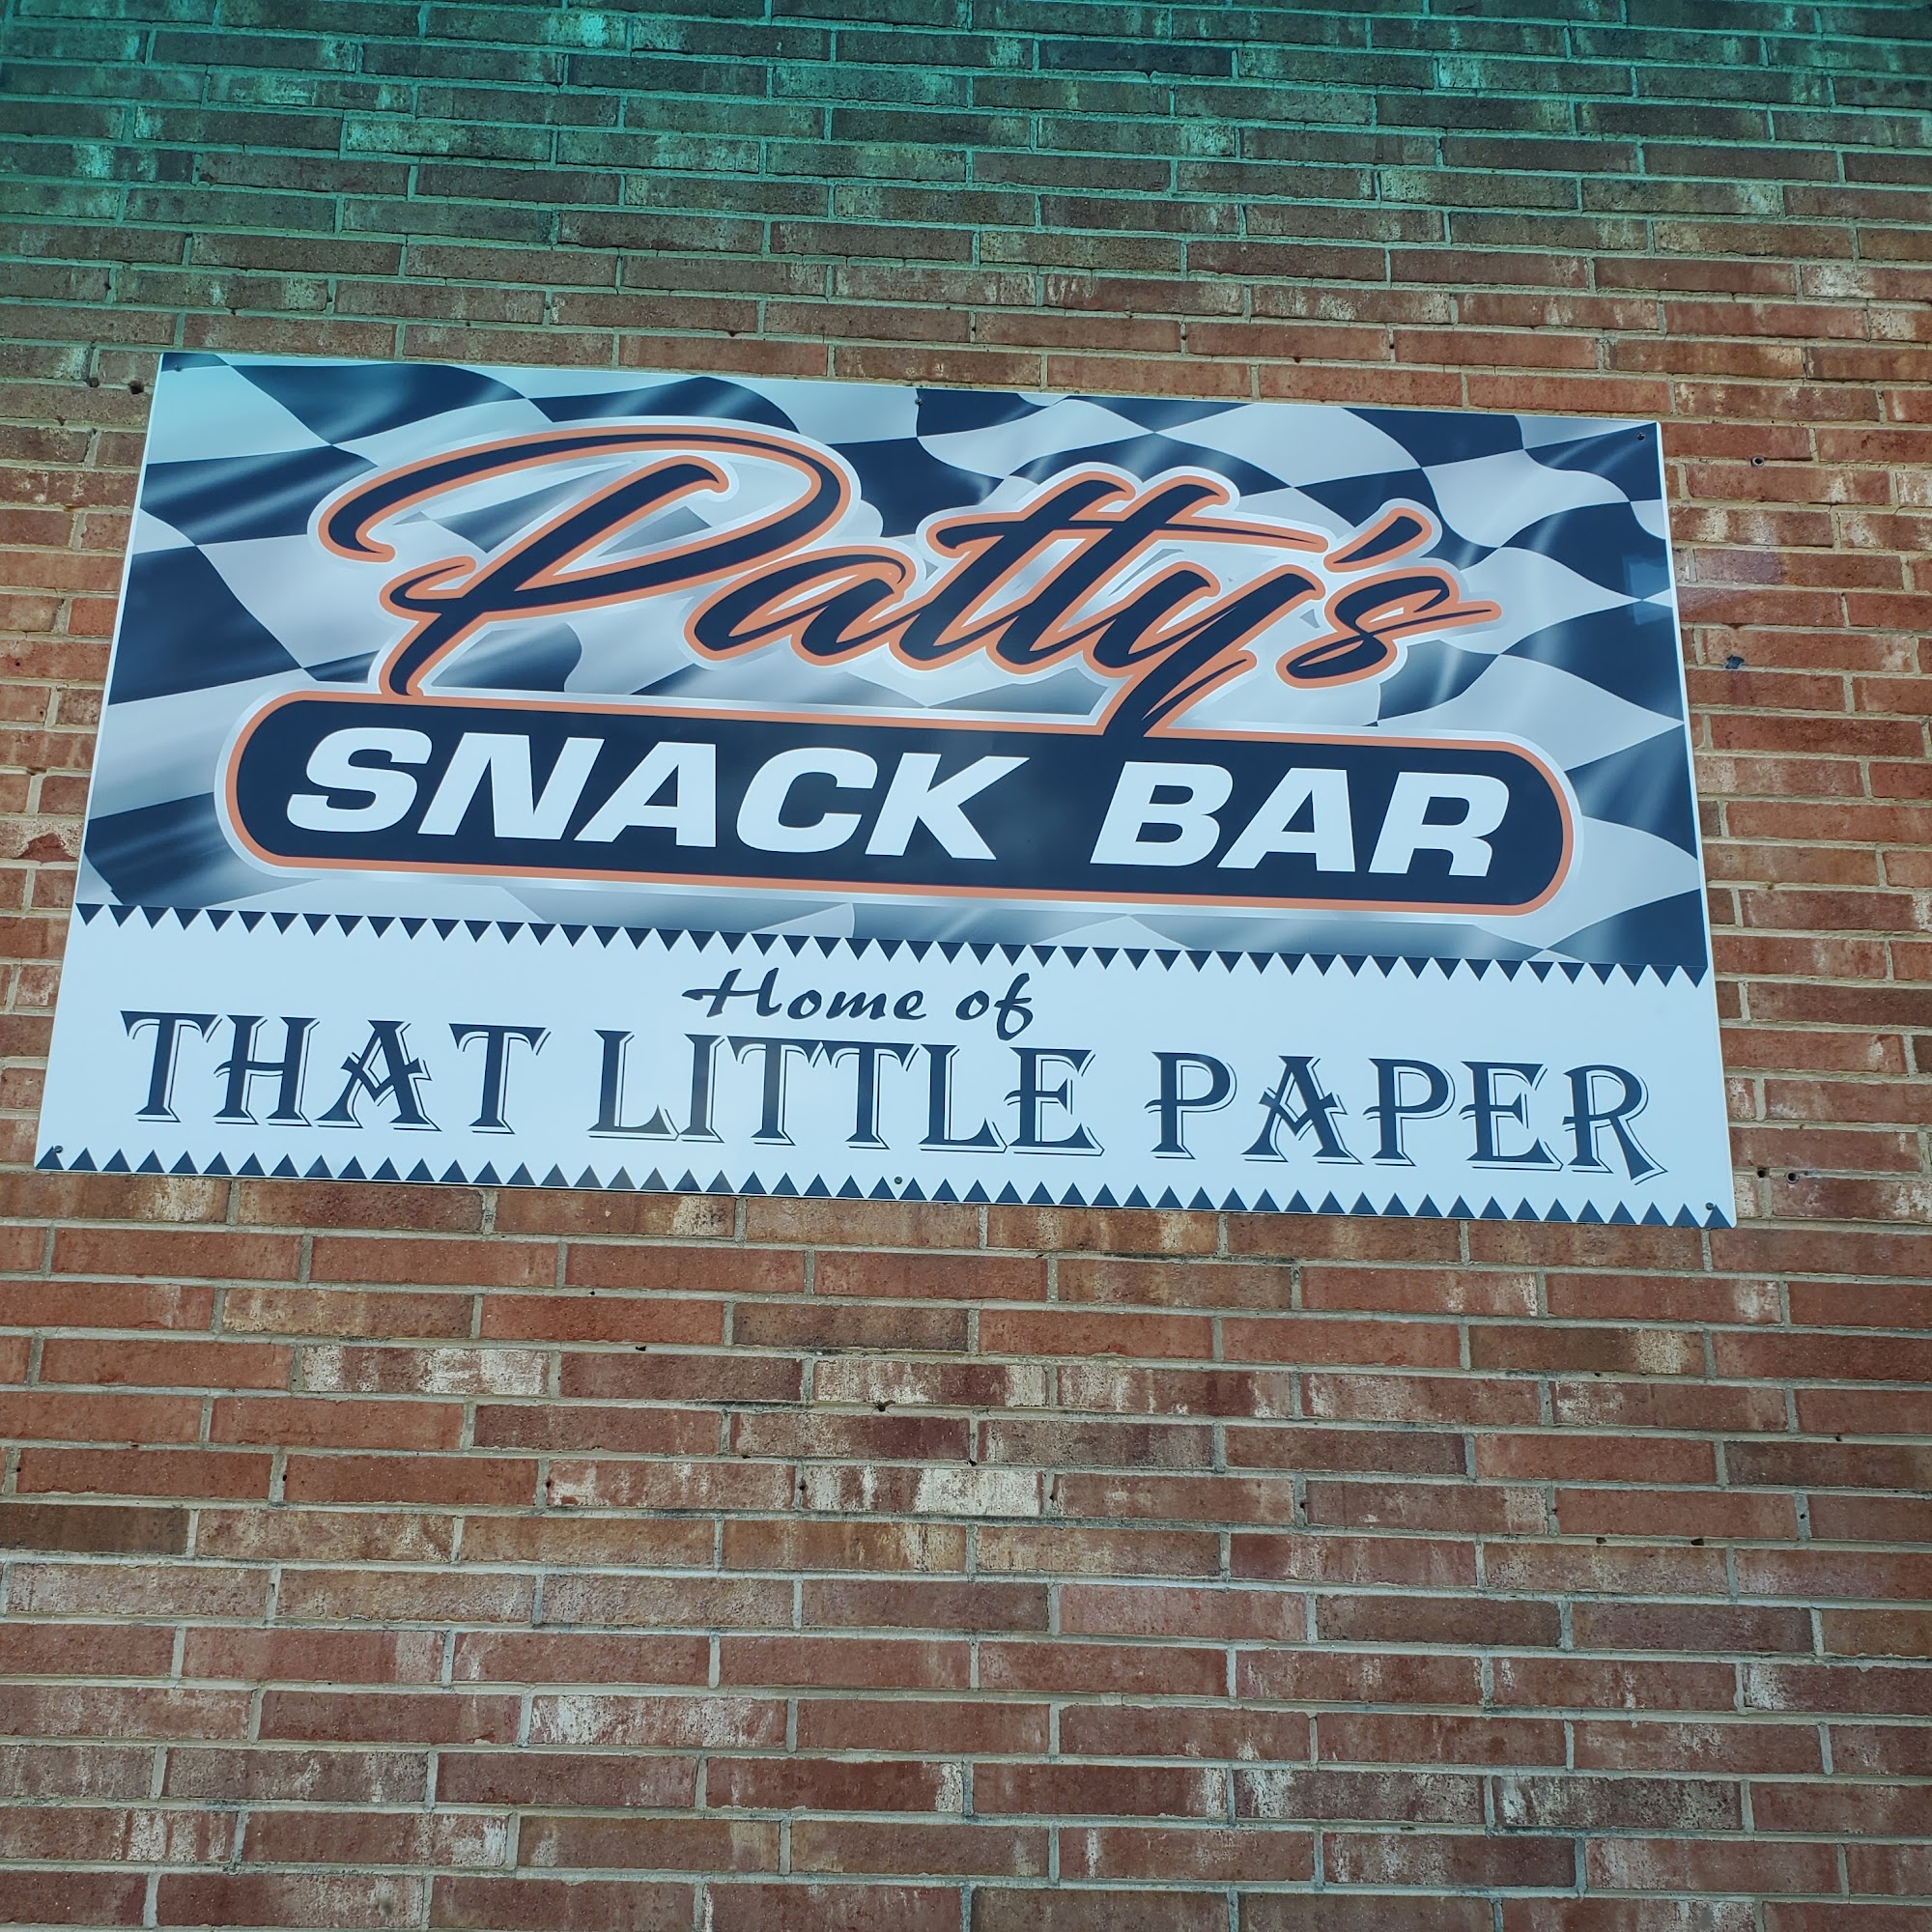 Patty's
SNACK BAR
Home of
THAT LITTLE PAPER